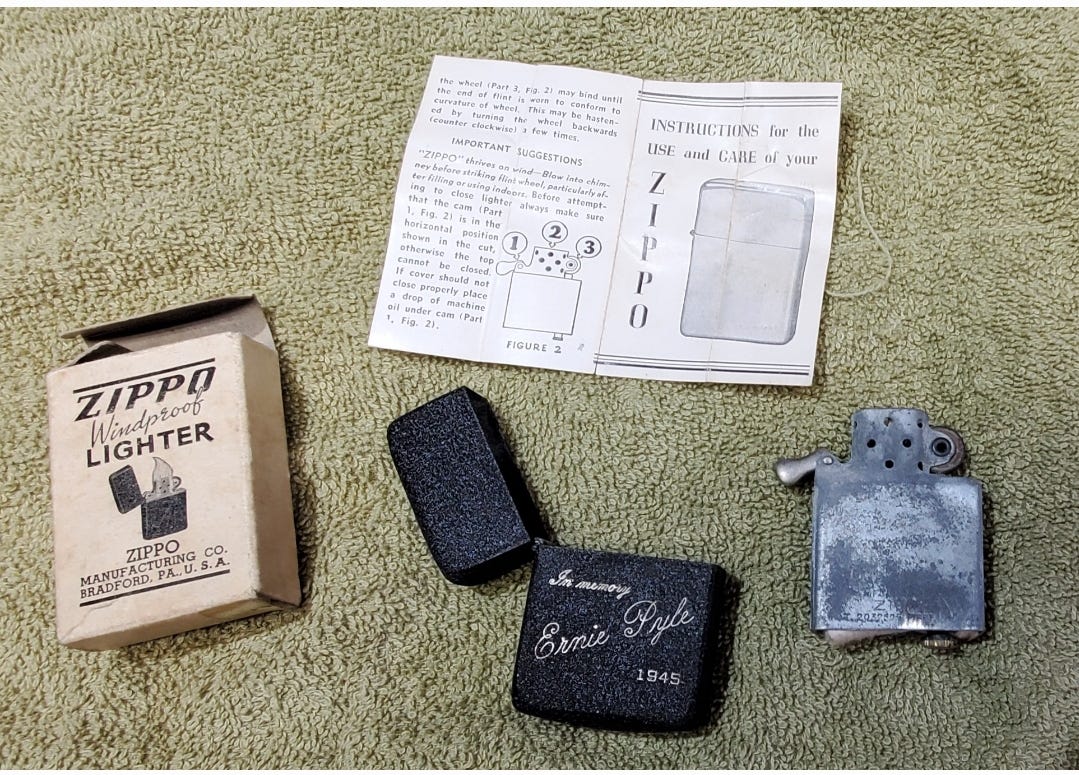 the wheel (Part 3, Fig. 2) may bind until
the end of flint is worn to conform to
curvature of wheel. This may be hasten-
ed by turning the wheel backwards
(counter clockwise) a few times.
IMPORTANT SUGGESTIONS
"ZIPPO" thrives on wind—Blow into chim-
ney before striking flint wheel, particularly af-
ter filling or using indoors. Before attempt-
ing to close lighter always make sure
that the cam (Part
1, Fig. 2) is in the
horizontal position
shown in the cut,
otherwise the top
cannot be closed.
If cover should not
close properly place
a drop of machine
oil under cam (Part
1, Fig. 2).
1 2 3
FIGURE 2
INSTRUCTIONS for the
USE and CARE of your
ZIPPO
ZIPPO
Windproof
LIGHTER
ZIPPO
MANUFACTURING CO.
BRADFORD, PA., U. S. A.
In memory
Ernie Pyle
1945